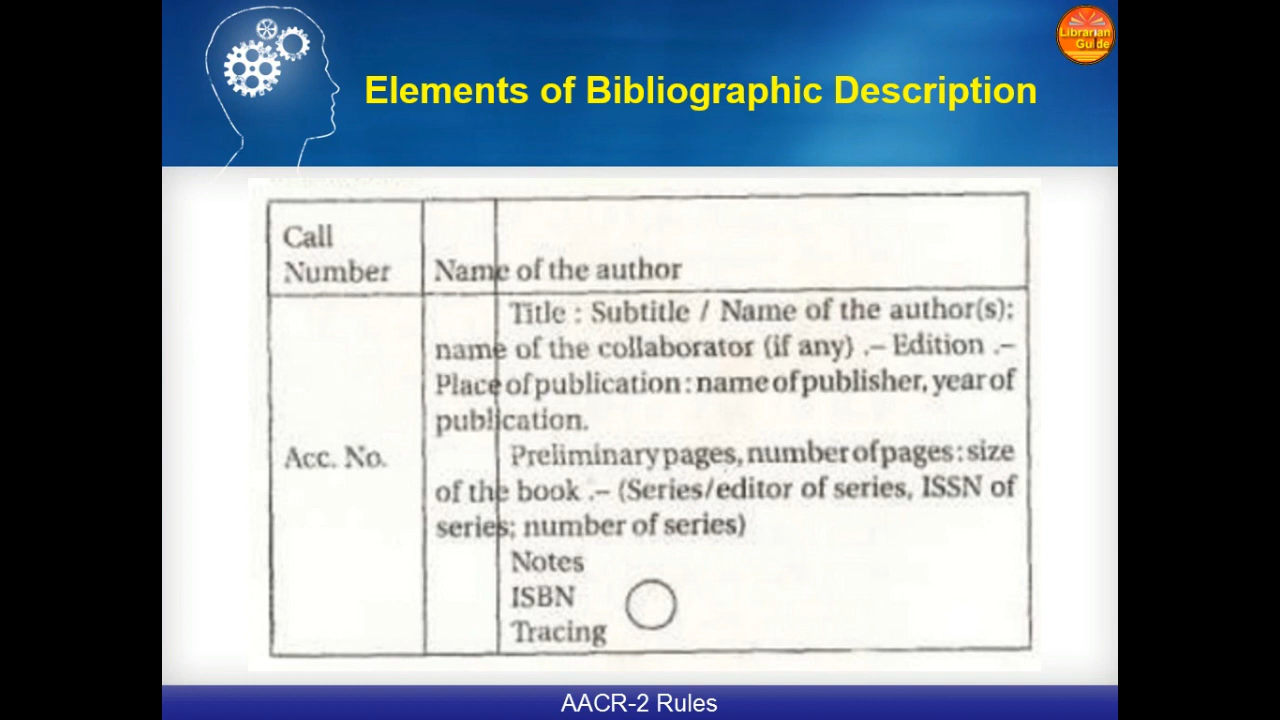 Librarian
Guide
Elements of Bibliographic Description
Call
Number
Name of the author
Title : Subtitle / Name of the author(s);
name of the collaborator (if any) .– Edition .–
Place of publication : name of publisher, year of
publication.
Acc. No.
Preliminary pages, number of pages : size
of the book .– (Series/editor of series, ISSN of
series; number of series)
Notes
ISBN
Tracing
AACR-2 Rules